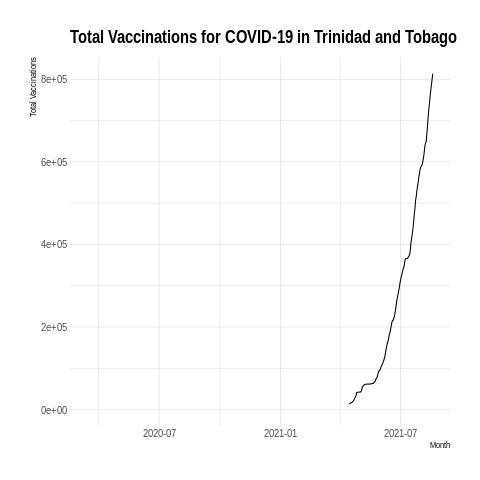 Total Vaccinations for COVID-19 in Trinidad and Tobago
Total Vaccinations
8e+05
6e+05
4e+05
2e+05
0e+00
2020-07 2021-01 2021-07
Month